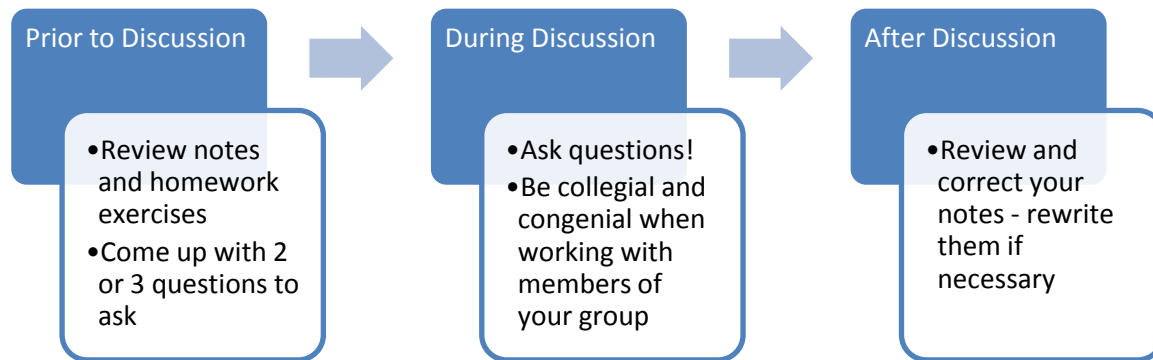 Prior to Discussion
•Review notes
and homework
exercises
•Come up with 2
or 3 questions to
ask
During Discussion
•Ask questions!
•Be collegial and
congenial when
working with
members of
your group
After Discussion
•Review and
correct your
notes - rewrite
them if
necessary